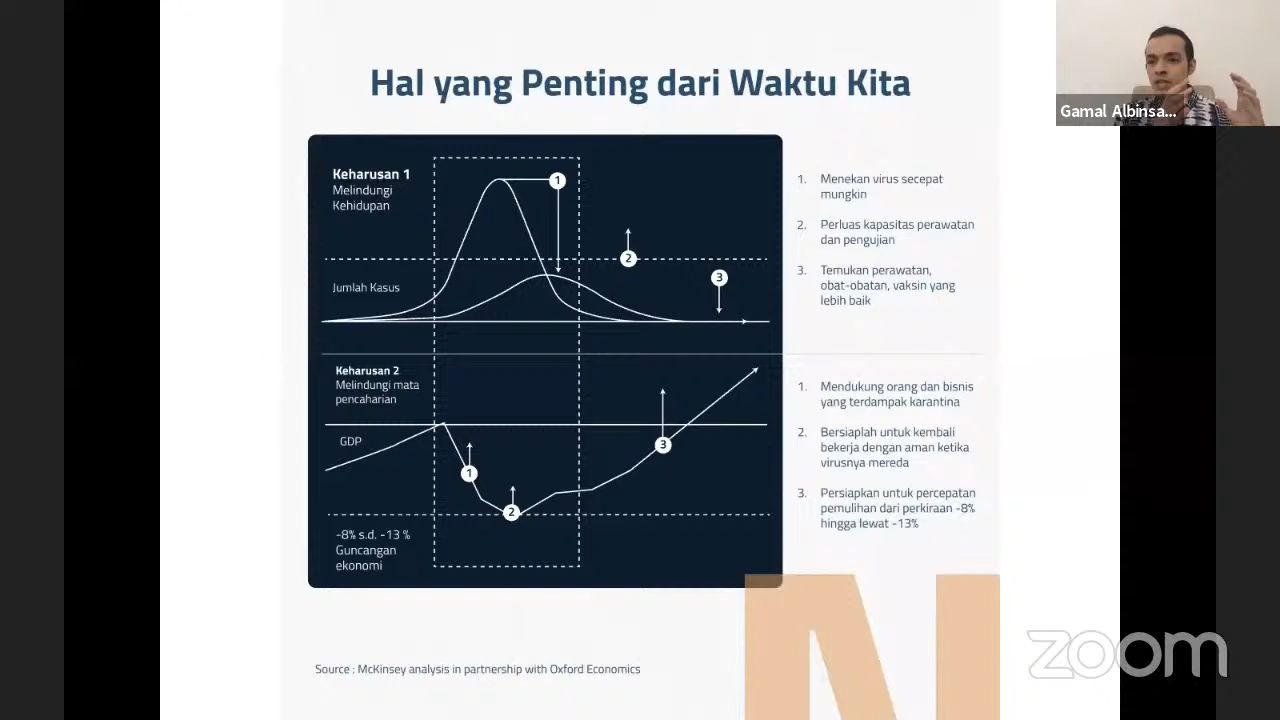 Hal yang Penting dari Waktu Kita
Gamal Albinsa...
Keharusan 1
Melindungi
Kehidupan
1
2
3
Jumlah Kasus
1. Menekan virus secepat
mungkin
2. Perluas kapasitas perawatan
dan pengujian
3. Temukan perawatan,
obat-obatan, vaksin yang
lebih baik
Keharusan 2
Melindungi mata
pencaharian
GDP
1
2
3
-8% s.d. -13 %
Guncangan
ekonomi
1. Mendukung orang dan bisnis
yang terdampak karantina
2. Bersiaplah untuk kembali
bekerja dengan aman ketika
virusnya mereda
3. Persiapkan untuk percepatan
pemulihan dari perkiraan -8%
hingga lewat -13%
N
Source : McKinsey analysis in partnership with Oxford Economics
zoom